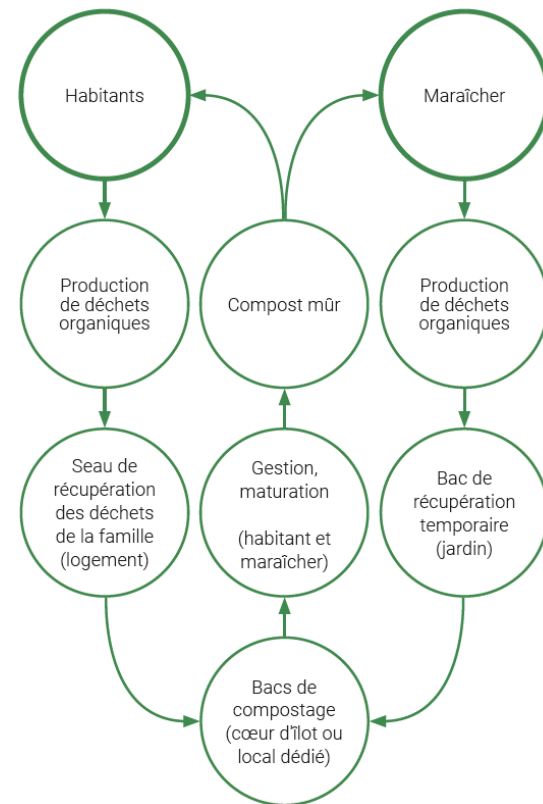 Habitants
Maraîcher
Production
de déchets
organiques
Compost mûr
Production
de déchets
organiques
Seau de
récupération
des déchets
de la famille
(logement)
Gestion,
maturation
(habitant et
maraîcher)
Bac de
récupération
temporaire
(jardin)
Bacs de
compostage
(cœur d'îlot ou
local dédié)